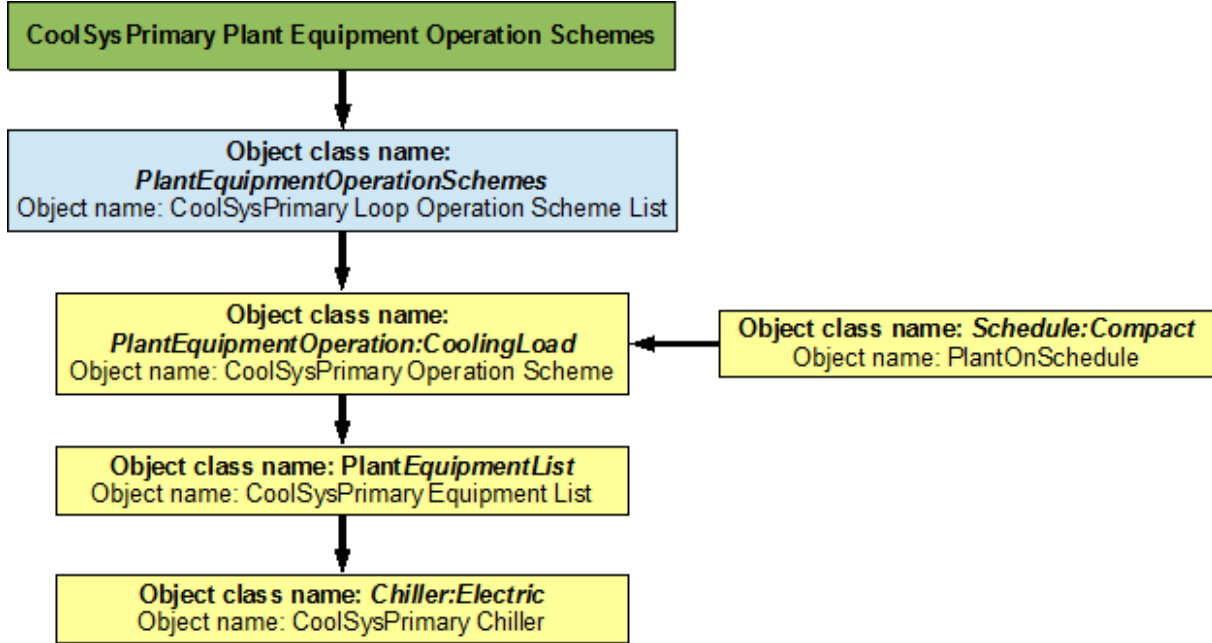 CoolSysPrimary Plant Equipment Operation Schemes
Object class name:
PlantEquipmentOperationSchemes
Object name: CoolSysPrimary Loop Operation Scheme List
Object class name:
PlantEquipmentOperation:CoolingLoad
Object name: CoolSysPrimary Operation Scheme
Object class name: Schedule:Compact
Object name: PlantOnSchedule
Object class name: PlantEquipmentList
Object name: CoolSysPrimary Equipment List
Object class name: Chiller:Electric
Object name: CoolSysPrimary Chiller